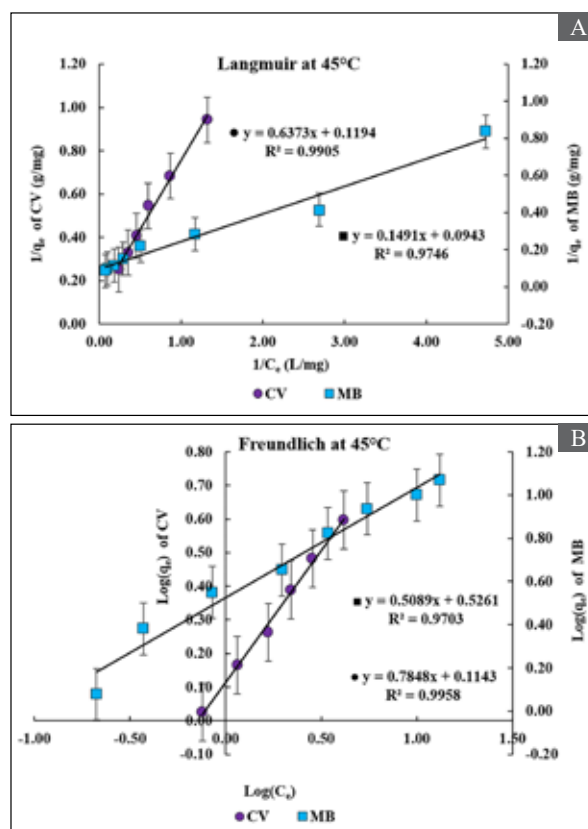 A
Langmuir at 45°C
1.20
1.00
0.80
0.60
0.40
0.20
0.00
1/qₑ of CV (g/mg)
1.20
1.00
0.80
0.60
0.40
0.20
0.00
-0.20
1/qₑ of MB (g/mg)
y = 0.6373x + 0.1194
R² = 0.9905
y = 0.1491x + 0.0943
R² = 0.9746
0.00 1.00 2.00 3.00 4.00 5.00
1/Cₑ (L/mg)
CV MB
B
Freundlich at 45°C
0.80
0.70
0.60
0.50
0.40
0.30
0.20
0.10
0.00
-0.10
Log(qₑ) of CV
1.20
1.00
0.80
0.60
0.40
0.20
0.00
-0.20
Log(qₑ) of MB
y = 0.5089x + 0.5261
R² = 0.9703
y = 0.7848x + 0.1143
R² = 0.9958
-1.00 -0.50 0.00 0.50 1.00 1.50
Log(Cₑ)
CV MB